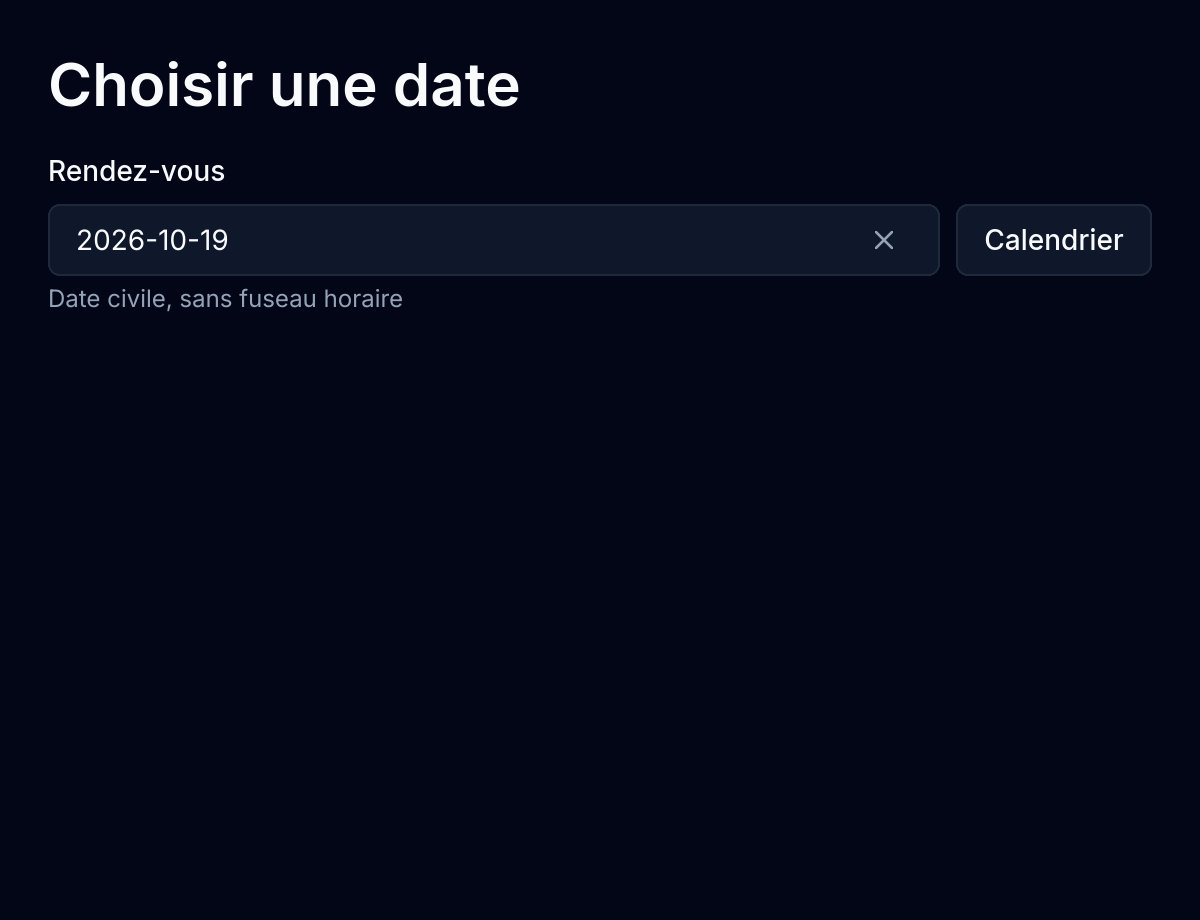 Choisir une date
Rendez-vous
2026-10-19
Calendrier
Date civile, sans fuseau horaire